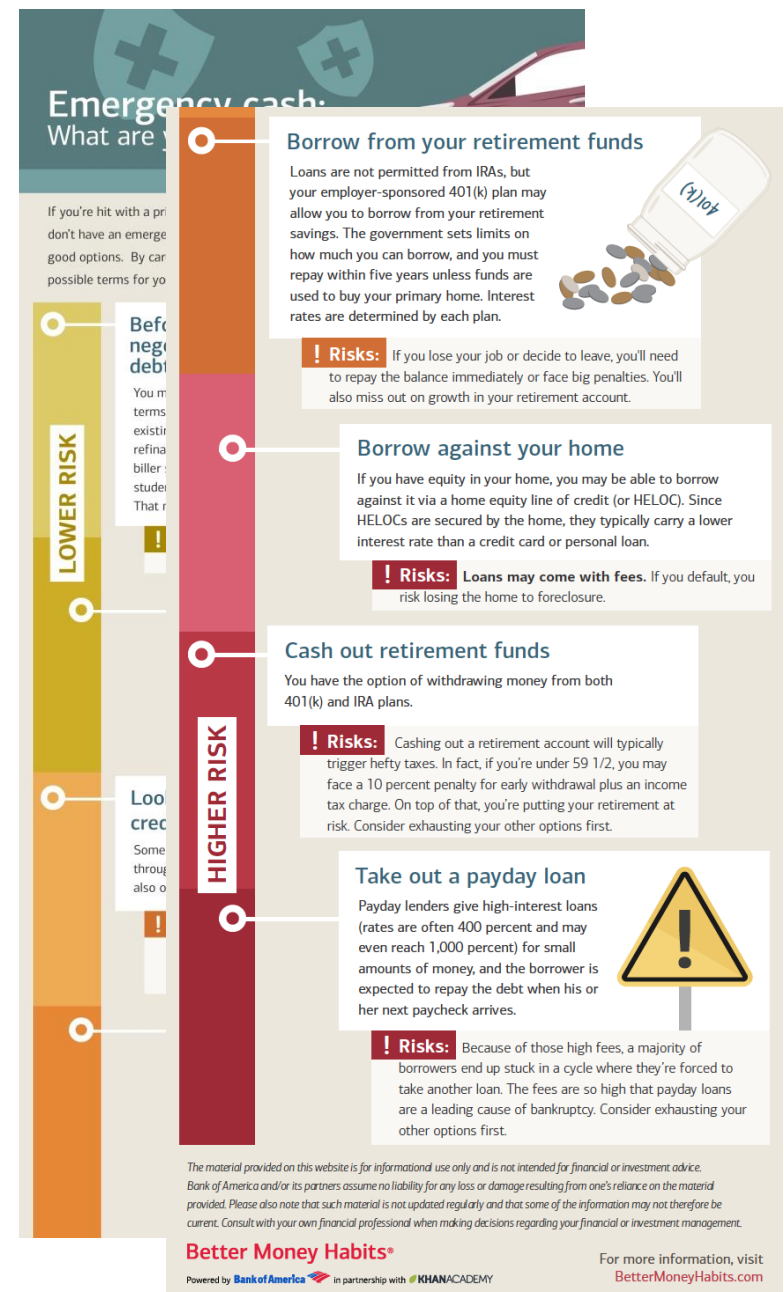 Emergency cash:
What are
If you're hit with a
don't have an
good options. By
possible terms for
LOWER RISK
You
terms
Some
also
Borrow from your retirement funds
Loans are not permitted from IRAs, but
your employer-sponsored 401(k) plan may
allow you to borrow from your retirement
savings. The government sets limits on
how much you can borrow, and you must
repay within five years unless funds are
used to buy your primary home. Interest
rates are determined by each plan.
401(k)
! Risks: If you lose your job or decide to leave, you'll need
to repay the balance immediately or face big penalties. You'll
also miss out on growth in your retirement account.
Borrow against your home
If you have equity in your home, you may be able to borrow
against it via a home equity line of credit (or HELOC). Since
HELOCs are secured by the home, they typically carry a lower
interest rate than a credit card or personal loan.
! Risks: Loans may come with fees. If you default, you
risk losing the home to foreclosure.
HIGHER RISK
Cash out retirement funds
You have the option of withdrawing money from both
401(k) and IRA plans.
! Risks: Cashing out a retirement account will typically
trigger hefty taxes. In fact, if you're under 59 1/2, you may
face a 10 percent penalty for early withdrawal plus an income
tax charge. On top of that, you're putting your retirement at
risk. Consider exhausting your other options first.
Take out a payday loan
Payday lenders give high-interest loans
(rates are often 400 percent and may
even reach 1,000 percent) for small
amounts of money, and the borrower is
expected to repay the debt when his or
her next paycheck arrives.
! Risks: Because of those high fees, a majority of
borrowers end up stuck in a cycle where they're forced to
take another loan. The fees are so high that payday loans
are a leading cause of bankruptcy. Consider exhausting your
other options first.
The material provided on this website is for informational use only and is not intended for financial or investment advice.
Bank of America and/or its partners assume no liability for any loss or damage resulting from one's reliance on the material
provided. Please also note that such material is not updated regularly and that some of the information may not therefore be
current. Consult with your own financial professional when making decisions regarding your financial or investment management.
Better Money Habits®
Powered by Bank of America in partnership with KHANACADEMY
For more information, visit
BetterMoneyHabits.com